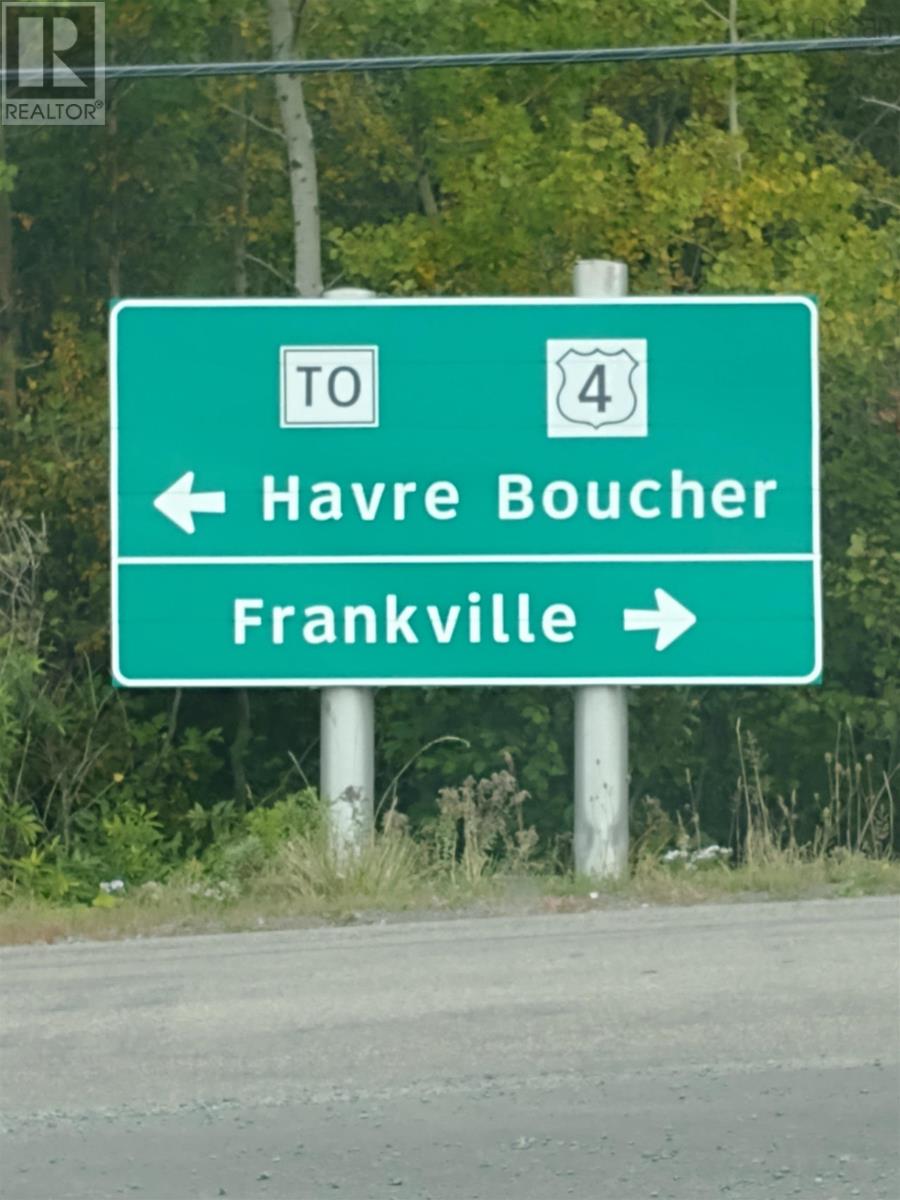 R
REALTOR®
TO 4
Havre Boucher
Frankville